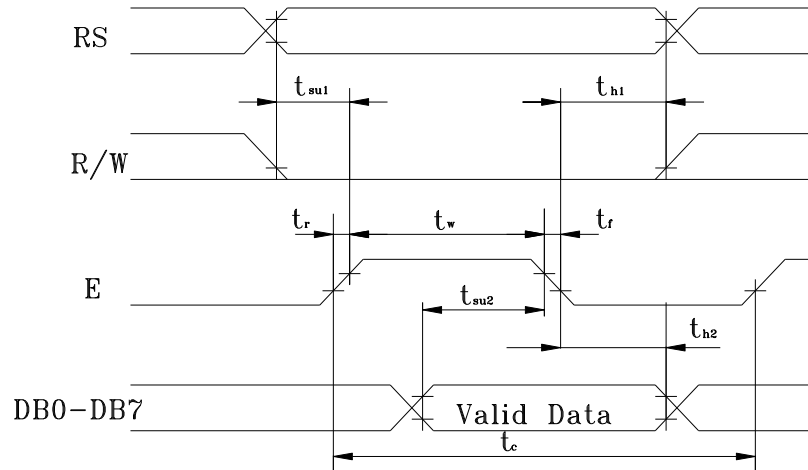 RS
tsu1
th1
R/W
tr
tw
tf
E
tsu2
th2
DB0-DB7
Valid Data
tc